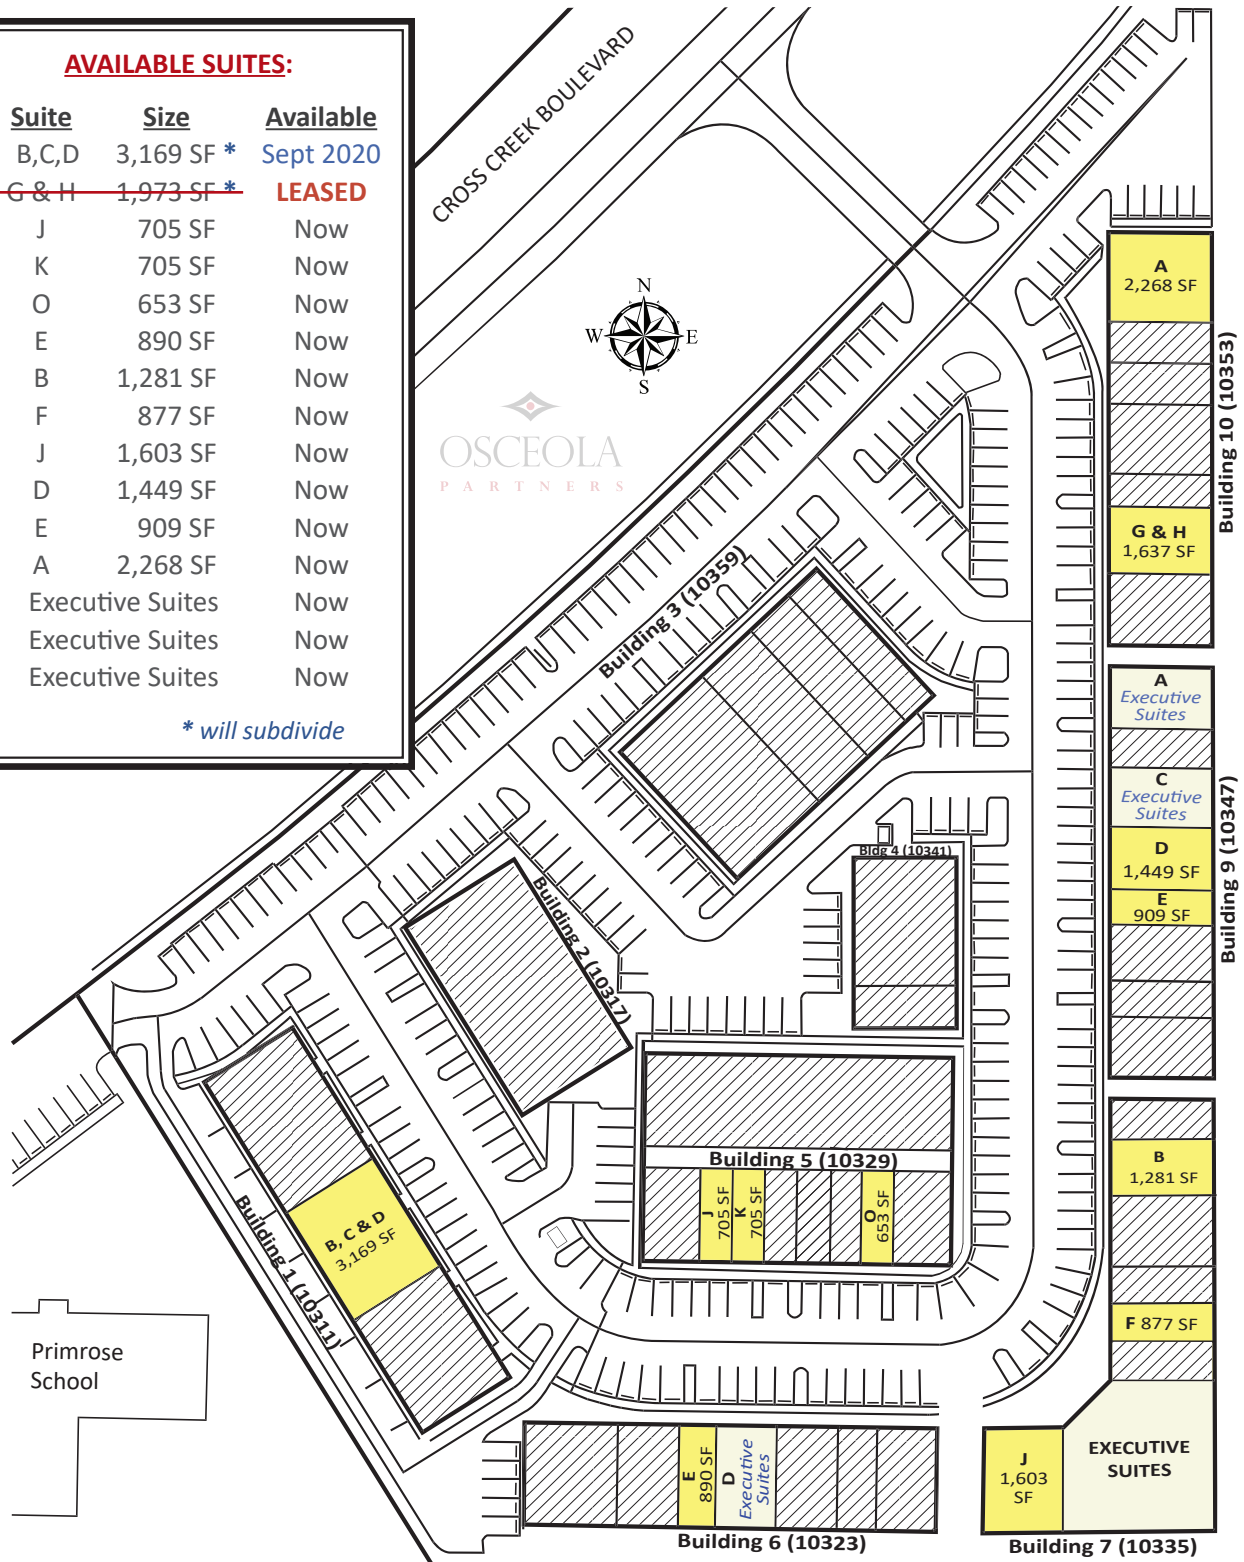 AVAILABLE SUITES:
Suite Size Available
B,C,D 3,169 SF * Sept 2020
G & H 1,973 SF * LEASED
J 705 SF Now
K 705 SF Now
O 653 SF Now
E 890 SF Now
B 1,281 SF Now
F 877 SF Now
J 1,603 SF Now
D 1,449 SF Now
E 909 SF Now
A 2,268 SF Now
Executive Suites Now
Executive Suites Now
Executive Suites Now
* will subdivide
CROSS CREEK BOULEVARD
N
W E
S
OSCEOLA
PARTNERS
A
2,268 SF
G & H
1,637 SF
Building 10 (10353)
Building 3 (10359)
A
Executive
Suites
C
Executive
Suites
D
1,449 SF
E
909 SF
Building 9 (10347)
Bldg 4 (10341)
Building 2 (10317)
Building 5 (10329)
J
705 SF
K
705 SF
O
653 SF
B, C & D
3,169 SF
Building 1 (10311)
B
1,281 SF
F 877 SF
Primrose
School
E
890 SF
D
Executive
Suites
Building 6 (10323)
J
1,603
SF
EXECUTIVE
SUITES
Building 7 (10335)